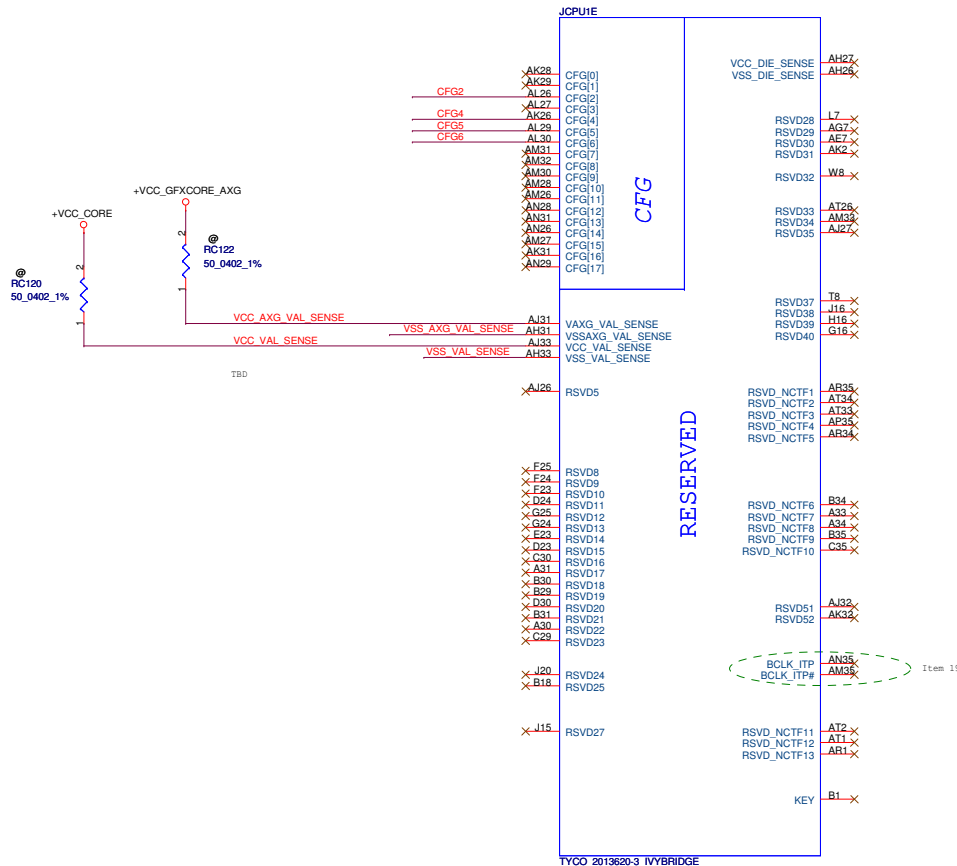 JCPU1E
AK28 CFG[0]
AK29 CFG[1]
CFG2 AL26 CFG[2]
AL27 CFG[3]
CFG4 AK26 CFG[4]
CFG5 AL29 CFG[5]
CFG6 AL30 CFG[6]
AM31 CFG[7]
AM32 CFG[8]
AM30 CFG[9]
AM28 CFG[10]
AM26 CFG[11]
AN28 CFG[12]
AN31 CFG[13]
AN26 CFG[14]
AM27 CFG[15]
AK31 CFG[16]
AN29 CFG[17]
CFG
+VCC_GFXCORE_AXG
2
@
RC122
50_0402_1%
1
+VCC_CORE
2
@
RC120
50_0402_1%
1
VCC_AXG_VAL_SENSE AJ31 VAXG_VAL_SENSE
VSS_AXG_VAL_SENSE AH31 VSSAXG_VAL_SENSE
VCC_VAL_SENSE AJ33 VCC_VAL_SENSE
VSS_VAL_SENSE AH33 VSS_VAL_SENSE
TBD
AJ26 RSVD5
F25 RSVD8
F24 RSVD9
F23 RSVD10
D24 RSVD11
G25 RSVD12
G24 RSVD13
E23 RSVD14
D23 RSVD15
C30 RSVD16
A31 RSVD17
B30 RSVD18
B29 RSVD19
D30 RSVD20
B31 RSVD21
A30 RSVD22
C29 RSVD23
J20 RSVD24
B18 RSVD25
J15 RSVD27
RESERVED
VCC_DIE_SENSE AH27
VSS_DIE_SENSE AH26
RSVD28 L7
RSVD29 AG7
RSVD30 AE7
RSVD31 AK2
RSVD32 W8
RSVD33 AT26
RSVD34 AM33
RSVD35 AJ27
RSVD37 T8
RSVD38 J16
RSVD39 H16
RSVD40 G16
RSVD_NCTF1 AR35
RSVD_NCTF2 AT34
RSVD_NCTF3 AT33
RSVD_NCTF4 AP35
RSVD_NCTF5 AR34
RSVD_NCTF6 B34
RSVD_NCTF7 A33
RSVD_NCTF8 A34
RSVD_NCTF9 B35
RSVD_NCTF10 C35
RSVD51 AJ32
RSVD52 AK32
BCLK_ITP AN35
BCLK_ITP# AM35
Item 19
RSVD_NCTF11 AT2
RSVD_NCTF12 AT1
RSVD_NCTF13 AR1
KEY B1
TYCO_2013620-3_IVYBRIDGE